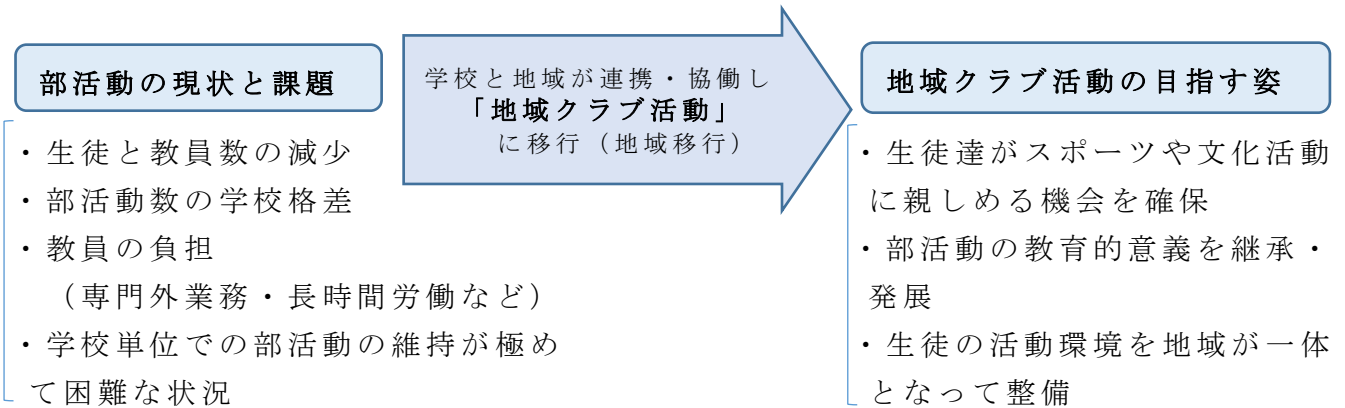 部活動の現状と課題
・生徒と教員数の減少
・部活動数の学校格差
・教員の負担
（専門外業務・長時間労働など）
・学校単位での部活動の維持が極め
て困難な状況
学校と地域が連携・協働し
「地域クラブ活動」
に移行（地域移行）
地域クラブ活動の目指す姿
・生徒達がスポーツや文化活動
に親しめる機会を確保
・部活動の教育的意義を継承・
発展
・生徒の活動環境を地域が一体
となって整備